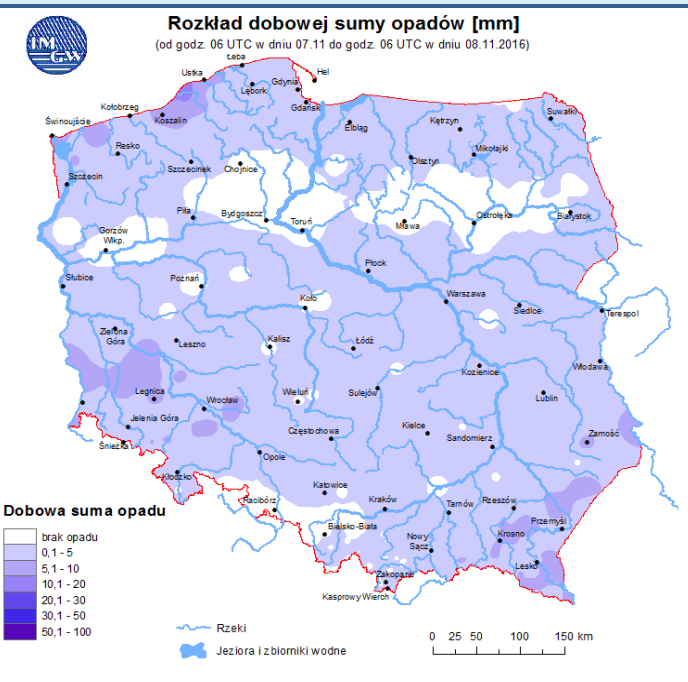 Rozkład dobowej sumy opadów [mm]
(od godz. 06 UTC w dniu 07.11 do godz. 06 UTC w dniu 08.11.2016)
IM
GW
Łeba
Hel
Ustka
Gdynia
Lębork
Gdańsk
Kołobrzeg
Koszalin
Świnoujście
Elbląg
Kętrzyn
Suwałki
Resko
Szczecinek
Chojnice
Olsztyn
Mikołajki
Szczecin
Piła
Bydgoszcz
Toruń
Mława
Ostrołęka
Białystok
Gorzów
Wlkp.
Płock
Słubice
Poznań
Koło
Warszawa
Siedlce
Terespol
Zielona
Góra
Leszno
Kalisz
Łódź
Kozienice
Włodawa
Legnica
Wrocław
Wieluń
Sulejów
Lublin
Jelenia Góra
Częstochowa
Kielce
Sandomierz
Zamość
Śnieżka
Opole
Kłodzko
Katowice
Racibórz
Kraków
Tarnów
Rzeszów
Przemyśl
Bielsko-Biała
Nowy
Sącz
Krosno
Lesko
Zakopane
Kasprowy Wierch
Dobowa suma opadu
brak opadu
0,1 - 5
5,1 - 10
10,1 - 20
20,1 - 30
30,1 - 50
50,1 - 100
Rzeki
Jeziora i zbiorniki wodne
0 25 50 100 150 km